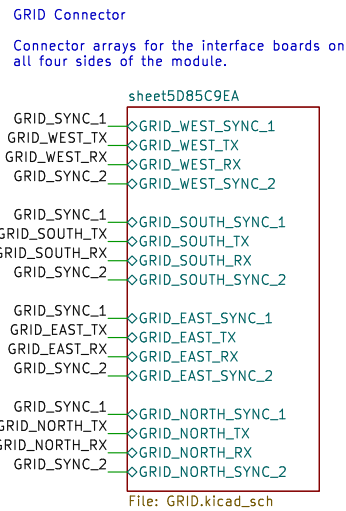 GRID Connector
Connector arrays for the interface boards on
all four sides of the module.
sheet5D85C9EA
GRID_SYNC_1 GRID_WEST_SYNC_1
GRID_WEST_TX GRID_WEST_TX
GRID_WEST_RX GRID_WEST_RX
GRID_SYNC_2 GRID_WEST_SYNC_2
GRID_SYNC_1 GRID_SOUTH_SYNC_1
GRID_SOUTH_TX GRID_SOUTH_TX
GRID_SOUTH_RX GRID_SOUTH_RX
GRID_SYNC_2 GRID_SOUTH_SYNC_2
GRID_SYNC_1 GRID_EAST_SYNC_1
GRID_EAST_TX GRID_EAST_TX
GRID_EAST_RX GRID_EAST_RX
GRID_SYNC_2 GRID_EAST_SYNC_2
GRID_SYNC_1 GRID_NORTH_SYNC_1
GRID_NORTH_TX GRID_NORTH_TX
GRID_NORTH_RX GRID_NORTH_RX
GRID_SYNC_2 GRID_NORTH_SYNC_2
File: GRID.kicad_sch